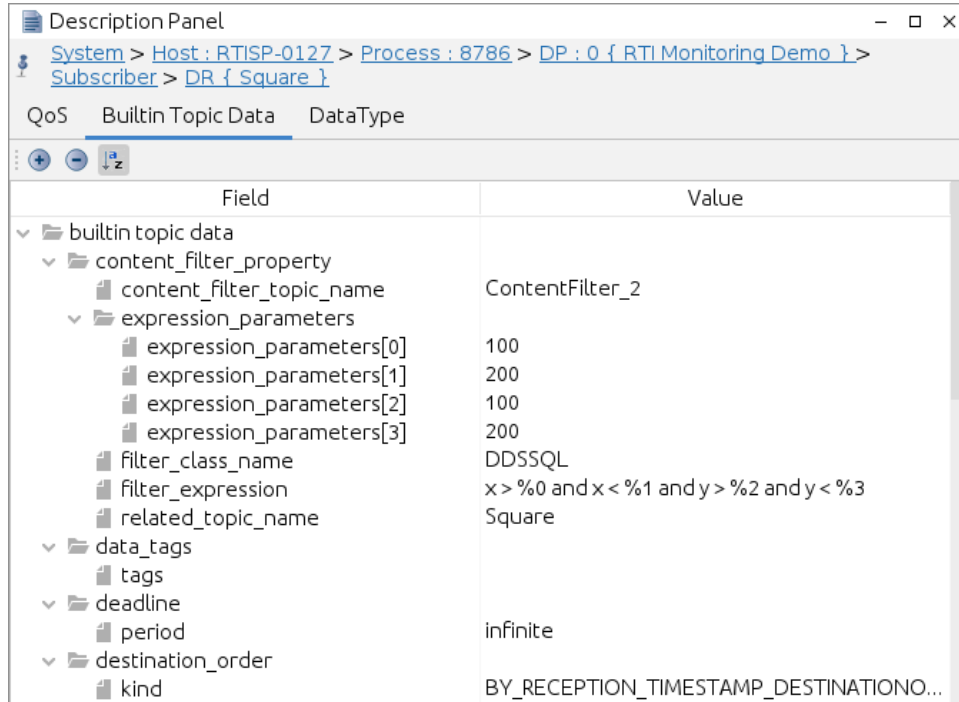 Description Panel
System > Host : RTISP-0127 > Process : 8786 > DP : 0 { RTI Monitoring Demo } >
Subscriber > DR { Square }
QoS Builtin Topic Data DataType
Field Value
builtin topic data
content_filter_property
content_filter_topic_name ContentFilter_2
expression_parameters
expression_parameters[0] 100
expression_parameters[1] 200
expression_parameters[2] 100
expression_parameters[3] 200
filter_class_name DDSSQL
filter_expression x > %0 and x < %1 and y > %2 and y < %3
related_topic_name Square
data_tags
tags
deadline
period infinite
destination_order
kind BY_RECEPTION_TIMESTAMP_DESTINATIONO...